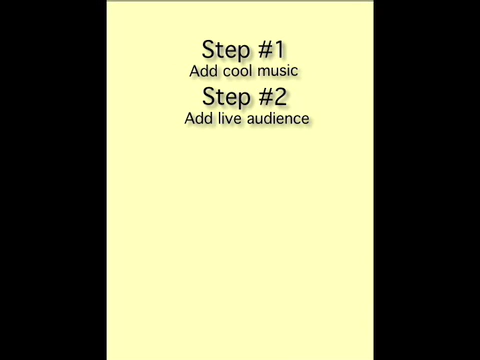 Step #1
Add cool music
Step #2
Add live audience